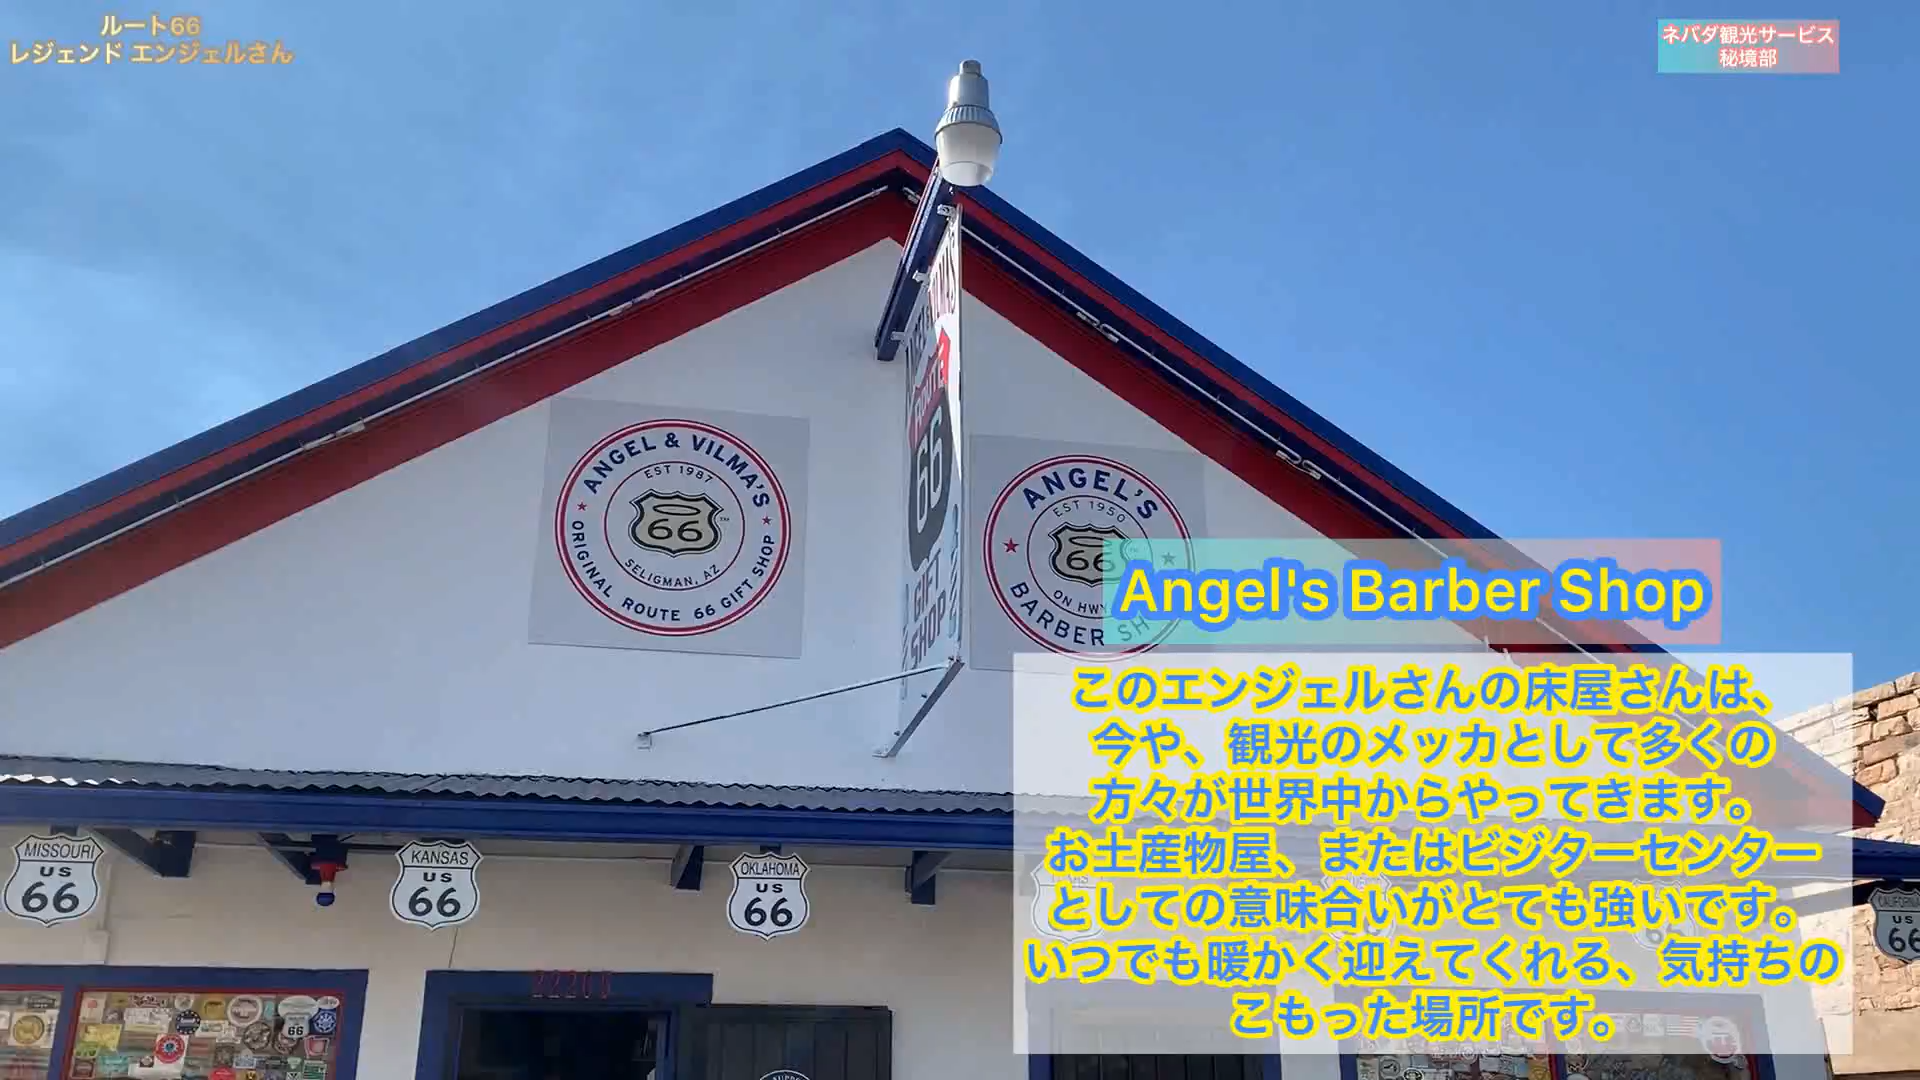 ルート66
レジェンド エンジェルさん
ネバダ観光サービス
秘境部
ANGEL & VILMA'S
EST 1987
66
SELIGMAN, AZ
ORIGINAL ROUTE 66 GIFT SHOP
ROUTE
66
GIFT
SHOP
ANGEL'S
EST 1950
66
ON HWY
BARBER SH
Angel's Barber Shop
このエンジェルさんの床屋さんは、
今や、観光のメッカとして多くの
方々が世界中からやってきます。
お土産物屋、またはビジターセンター
としての意味合いがとても強いです。
いつでも暖かく迎えてくれる、気持ちの
こもった場所です。
MISSOURI
US
66
KANSAS
US
66
OKLAHOMA
US
66
CALIFORNIA
US
66